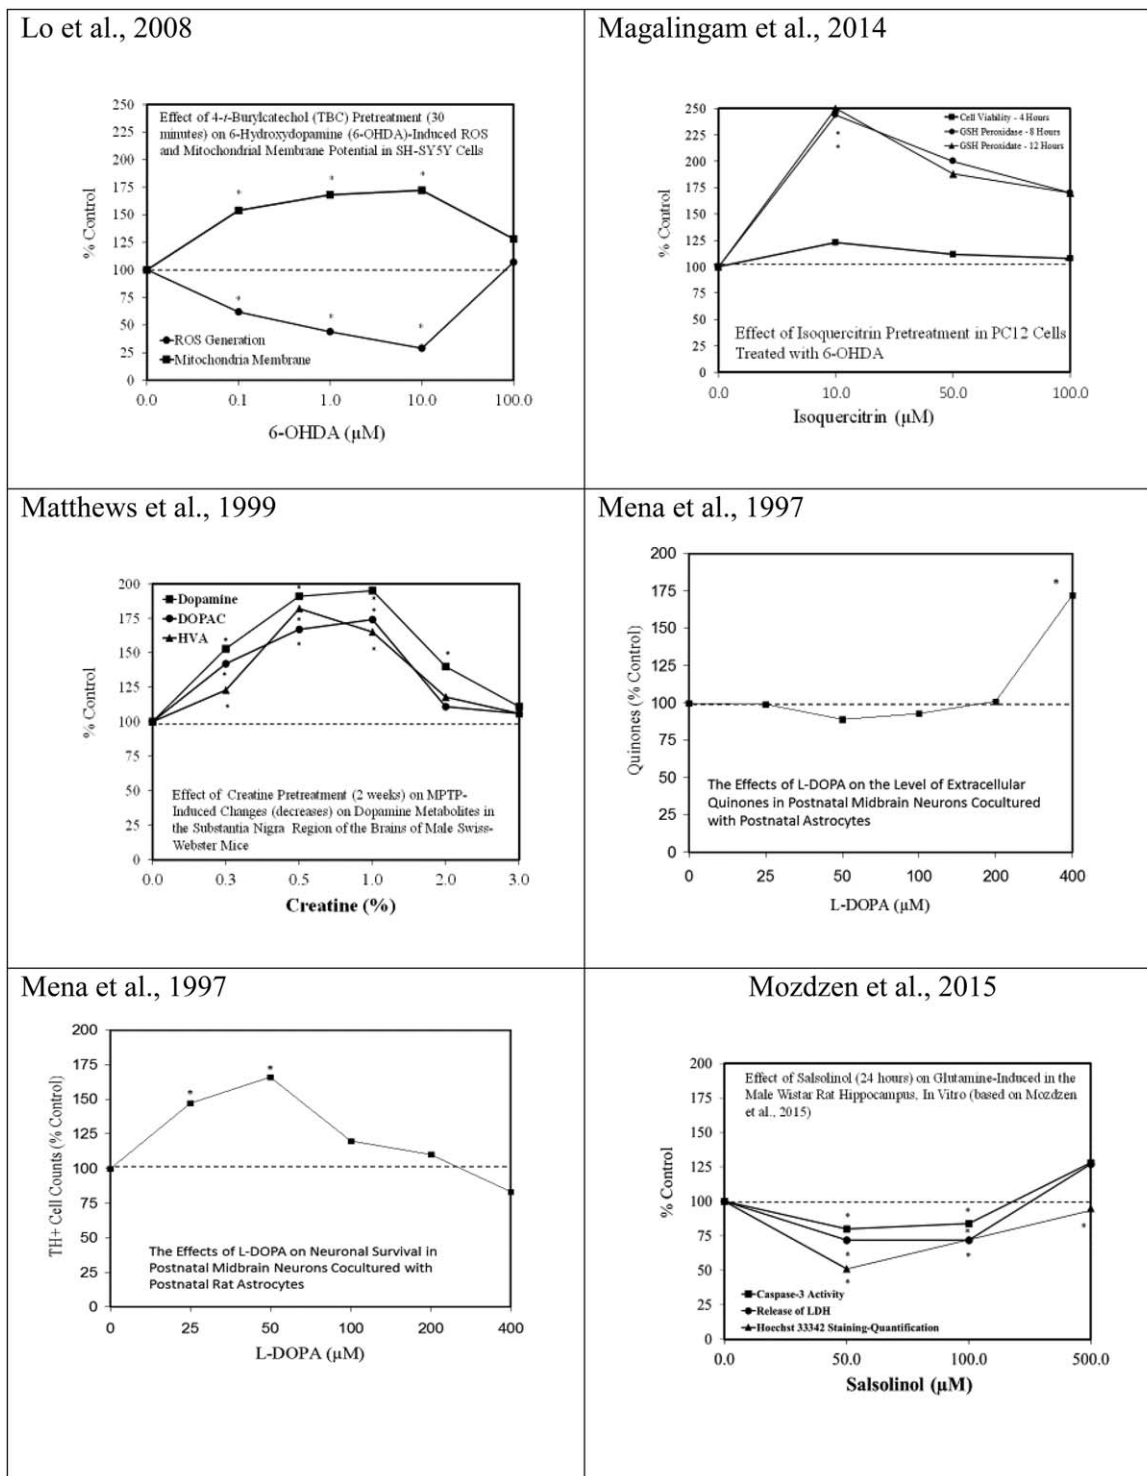 Lo et al., 2008
Effect of 4-t-Burylcatechol (TBC) Pretreatment (30
minutes) on 6-Hydroxydopamine (6-OHDA)-Induced ROS
and Mitochondrial Membrane Potential in SH-SY5Y Cells
% Control
250
225
200
175
150
125
100
75
50
25
0
ROS Generation
Mitochondria Membrane
0.0 0.1 1.0 10.0 100.0
6-OHDA (µM)
Magalingam et al., 2014
Cell Viability - 4 Hours
GSH Peroxidase - 8 Hours
GSH Peroxidate - 12 Hours
% Control
250
225
200
175
150
125
100
75
50
25
0
Effect of Isoquercitrin Pretreatment in PC12 Cells
Treated with 6-OHDA
0.0 10.0 50.0 100.0
Isoquercitrin (µM)
Matthews et al., 1999
Dopamine
DOPAC
HVA
% Control
200
175
150
125
100
75
50
25
0
Effect of Creatine Pretreatment (2 weeks) on MPTP-
Induced Changes (decreases) on Dopamine Metabolites in
the Substantia Nigra Region of the Brains of Male Swiss-
Webster Mice
0.0 0.3 0.5 1.0 2.0 3.0
Creatine (%)
Mena et al., 1997
Quinones (% Control)
200
175
150
125
100
75
50
25
0
The Effects of L-DOPA on the Level of Extracellular
Quinones in Postnatal Midbrain Neurons Cocultured
with Postnatal Astrocytes
0 25 50 100 200 400
L-DOPA (µM)
Mena et al., 1997
TH+ Cell Counts (% Control)
200
175
150
125
100
75
50
25
0
The Effects of L-DOPA on Neuronal Survival in
Postnatal Midbrain Neurons Cocultured with
Postnatal Rat Astrocytes
0 25 50 100 200 400
L-DOPA (µM)
Mozdzen et al., 2015
Effect of Salsolinol (24 hours) on Glutamine-Induced in the
Male Wistar Rat Hippocampus, In Vitro (based on Mozdzen
et al., 2015)
% Control
200
175
150
125
100
75
50
25
0
Caspase-3 Activity
Release of LDH
Hoechst 33342 Staining-Quantification
0.0 50.0 100.0 500.0
Salsolinol (µM)